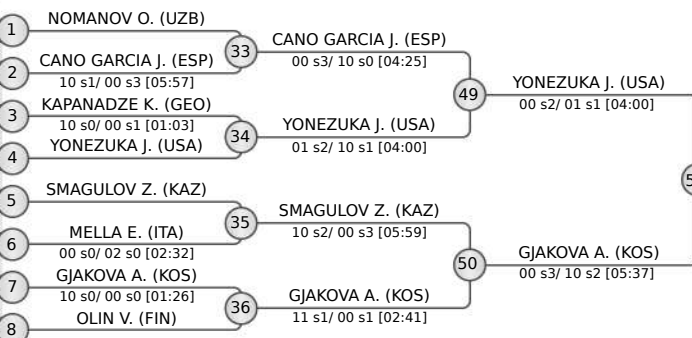 1 NOMANOV O. (UZB)
33 CANO GARCIA J. (ESP)
00 s3/ 10 s0 [04:25]
2 CANO GARCIA J. (ESP)
10 s1/ 00 s3 [05:57]
49 YONEZUKA J. (USA)
00 s2/ 01 s1 [04:00]
3 KAPANADZE K. (GEO)
10 s0/ 00 s1 [01:03]
34 YONEZUKA J. (USA)
01 s2/ 10 s1 [04:00]
4 YONEZUKA J. (USA)
5 SMAGULOV Z. (KAZ)
35 SMAGULOV Z. (KAZ)
10 s2/ 00 s3 [05:59]
6 MELLA E. (ITA)
00 s0/ 02 s0 [02:32]
50 GJAKOVA A. (KOS)
00 s3/ 10 s2 [05:37]
7 GJAKOVA A. (KOS)
10 s0/ 00 s0 [01:26]
36 GJAKOVA A. (KOS)
11 s1/ 00 s1 [02:41]
8 OLIN V. (FIN)